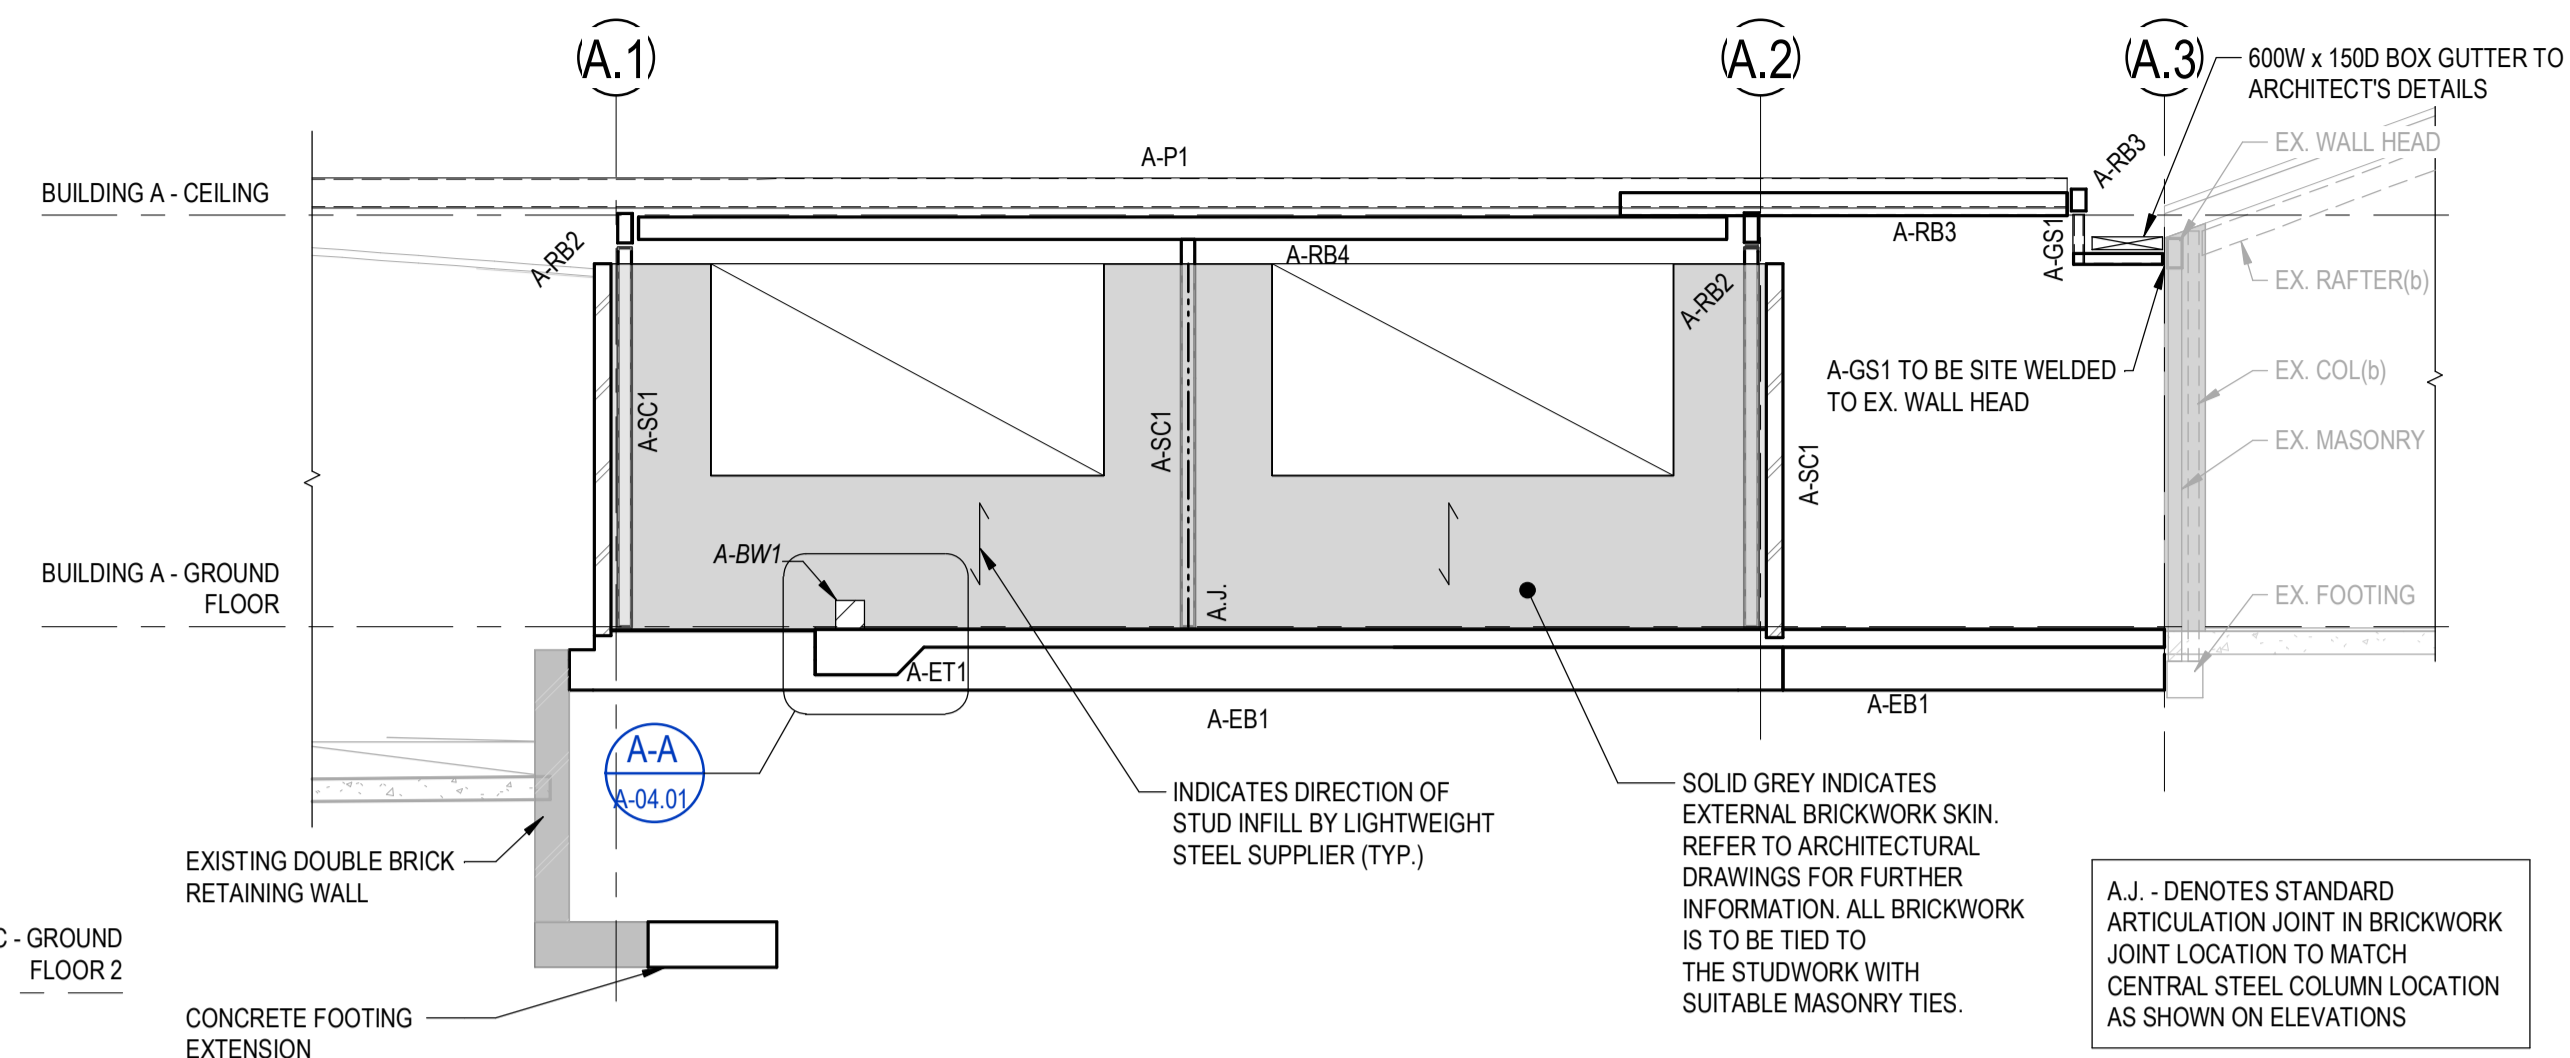 (A.1)
(A.2)
(A.3)
600W x 150D BOX GUTTER TO
ARCHITECT'S DETAILS
EX. WALL HEAD
A-RB3
A-P1
BUILDING A - CEILING
A-RB2
A-RB4
A-RB3
A-GS1
EX. RAFTER(b)
A-RB2
A-GS1 TO BE SITE WELDED
TO EX. WALL HEAD
EX. COL(b)
EX. MASONRY
A-SC1
A-SC1
A-SC1
A-BW1
BUILDING A - GROUND
FLOOR
A.J.
EX. FOOTING
A-ET1
A-EB1
A-EB1
A-A
A-04.01
INDICATES DIRECTION OF
STUD INFILL BY LIGHTWEIGHT
STEEL SUPPLIER (TYP.)
SOLID GREY INDICATES
EXTERNAL BRICKWORK SKIN.
REFER TO ARCHITECTURAL
DRAWINGS FOR FURTHER
INFORMATION. ALL BRICKWORK
IS TO BE TIED TO
THE STUDWORK WITH
SUITABLE MASONRY TIES.
EXISTING DOUBLE BRICK
RETAINING WALL
C - GROUND
FLOOR 2
CONCRETE FOOTING
EXTENSION
A.J. - DENOTES STANDARD
ARTICULATION JOINT IN BRICKWORK
JOINT LOCATION TO MATCH
CENTRAL STEEL COLUMN LOCATION
AS SHOWN ON ELEVATIONS